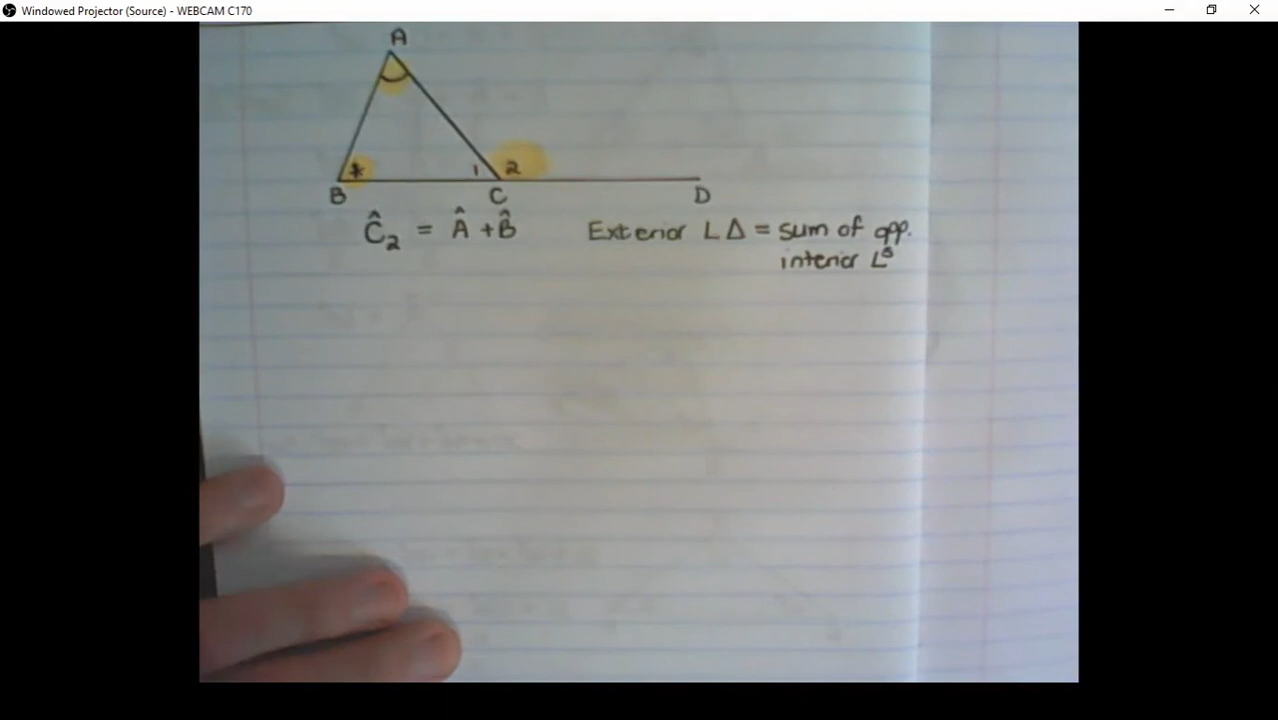 Windowed Projector (Source) - WEBCAM C170
A
* 1 2
B C D
Ĉ₂ = Â + B̂ Exterior ∠ Δ = sum of opp.
interior ∠ˢ